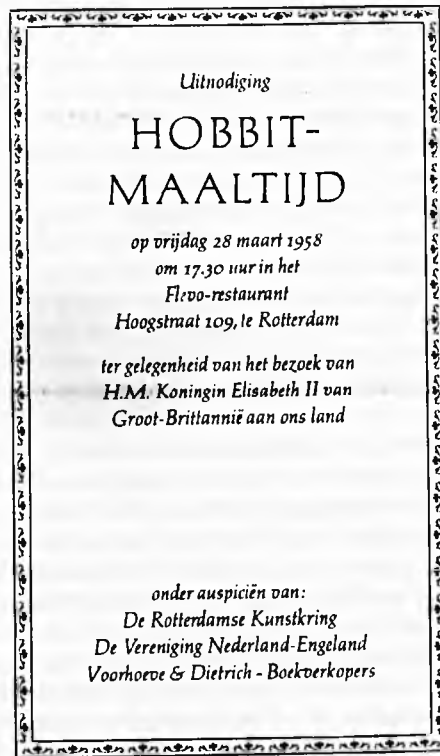 Uitnodiging
HOBBIT-
MAALTIJD
op vrijdag 28 maart 1958
om 17.30 uur in het
Flevo-restaurant
Hoogstraat 109, te Rotterdam
ter gelegenheid van het bezoek van
H.M. Koningin Elisabeth II van
Groot-Brittannië aan ons land
onder auspiciën van:
De Rotterdamse Kunstkring
De Vereniging Nederland-Engeland
Voorhoeve & Dietrich - Boekverkopers